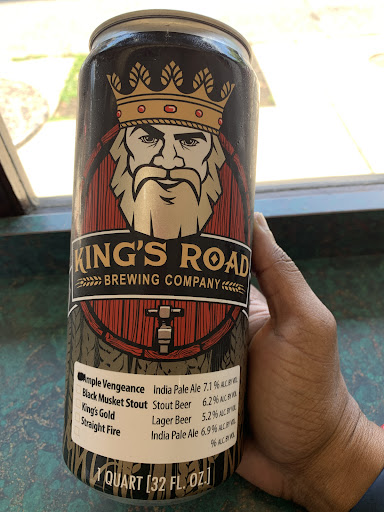 KING'S ROAD
BREWING COMPANY
mple Vengeance India Pale Ale 7.1 % ALC.BY VOL.
Black Musket Stout Stout Beer 6.2 % ALC.BY VOL.
King's Gold Lager Beer 5.2 % ALC.BY VOL.
Straight Fire India Pale Ale 6.9 % ALC.BY VOL.
% ALC.BY VOL.
1 QUART [32 FL. OZ.]